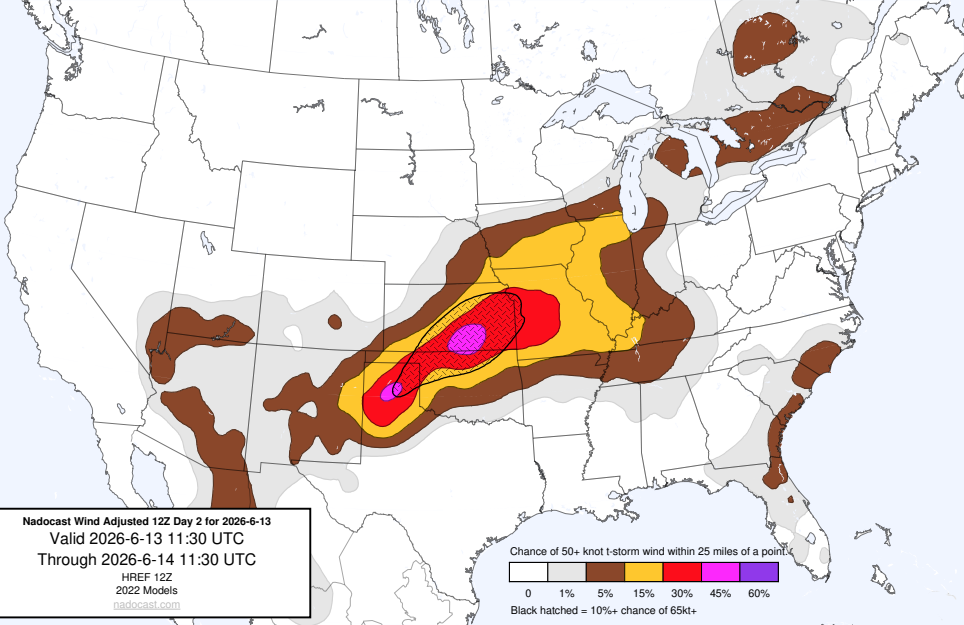 Nadocast Wind Adjusted 12Z Day 2 for 2026-6-13
Valid 2026-6-13 11:30 UTC
Through 2026-6-14 11:30 UTC
HREF 12Z
2022 Models
nadocast.com
Chance of 50+ knot t-storm wind within 25 miles of a point.
0 1% 5% 15% 30% 45% 60%
Black hatched = 10%+ chance of 65kt+